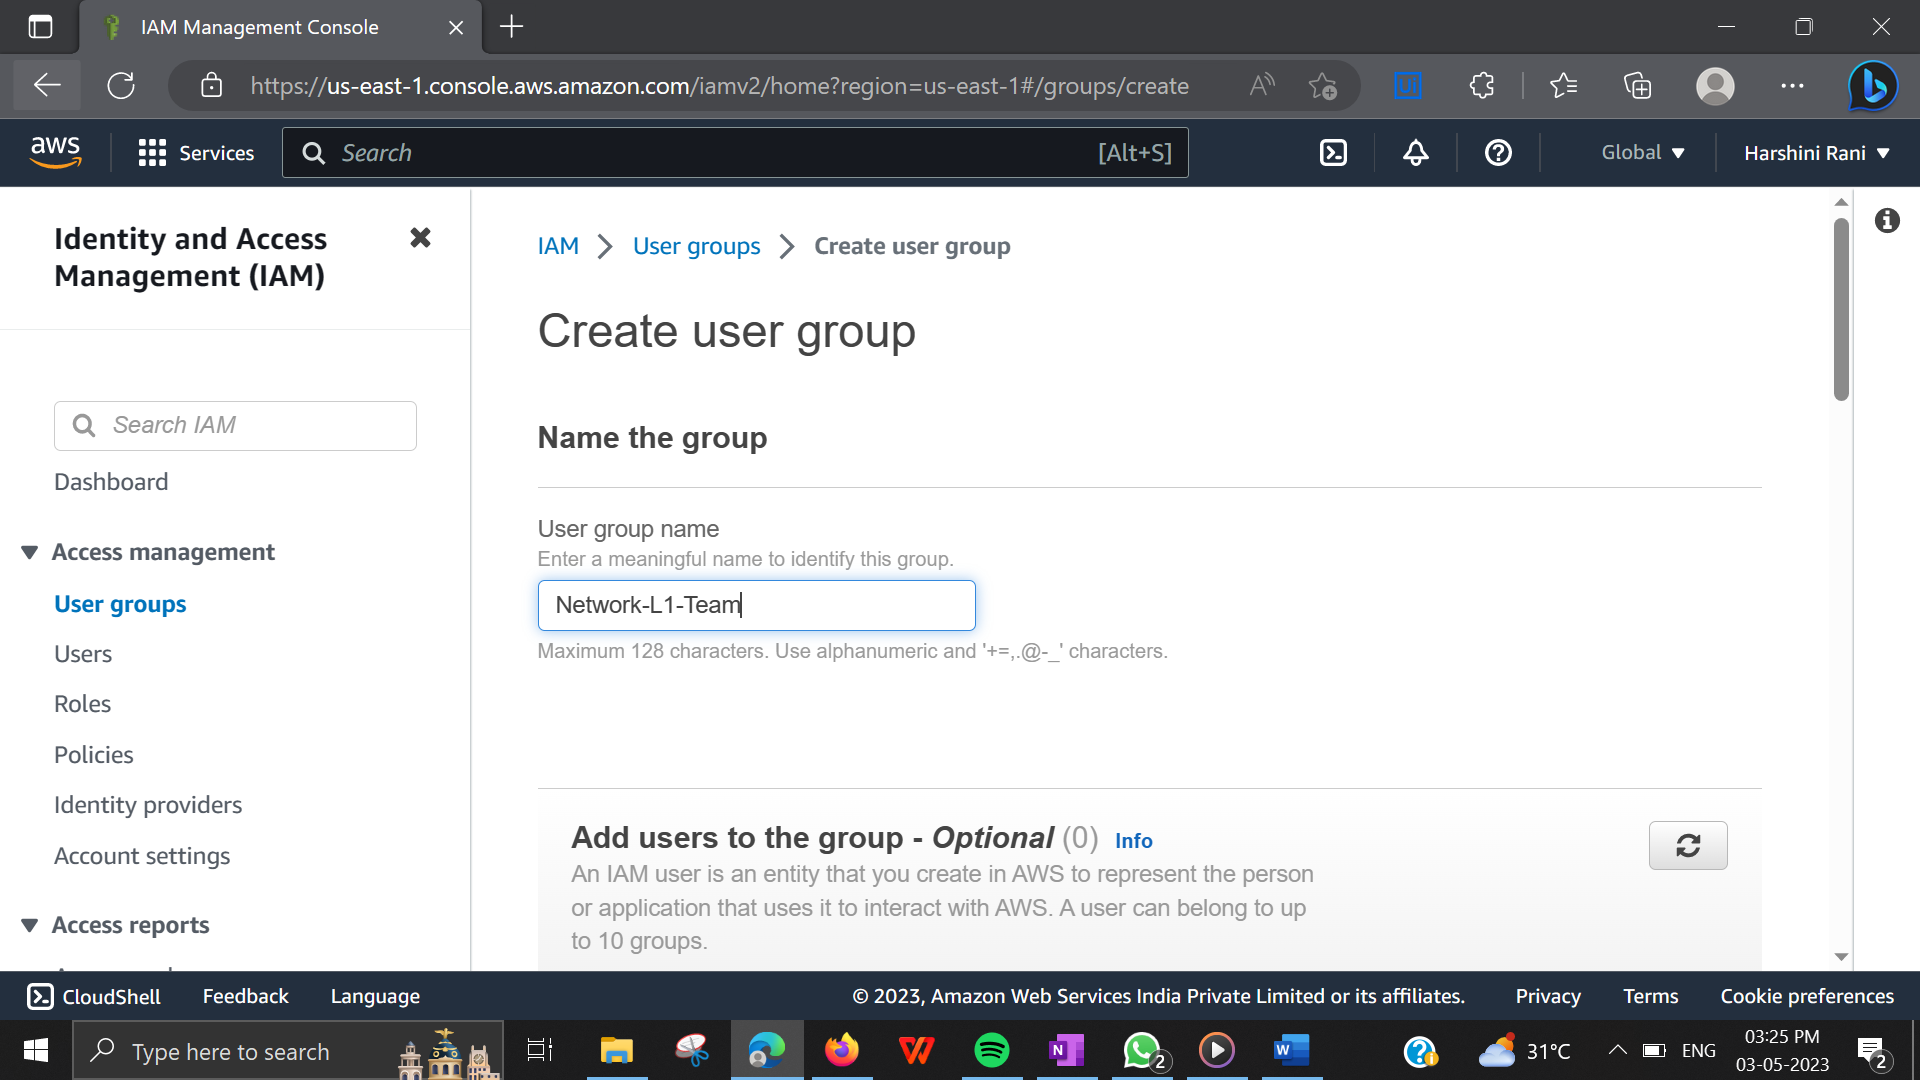 IAM Management Console
https://us-east-1.console.aws.amazon.com/iamv2/home?region=us-east-1#/groups/create
aws
Services
Search
[Alt+S]
Global
Harshini Rani
Identity and Access
Management (IAM)
IAM
User groups
Create user group
Create user group
Search IAM
Name the group
Dashboard
User group name
Access management
Enter a meaningful name to identify this group.
User groups
Network-L1-Team
Users
Maximum 128 characters. Use alphanumeric and '+=,.@-_' characters.
Roles
Policies
Identity providers
Add users to the group - Optional (0) Info
Account settings
An IAM user is an entity that you create in AWS to represent the person
or application that uses it to interact with AWS. A user can belong to up
to 10 groups.
Access reports
CloudShell
Feedback
Language
© 2023, Amazon Web Services India Private Limited or its affiliates.
Privacy
Terms
Cookie preferences
Type here to search
2
31°C
ENG
03:25 PM
03-05-2023
2